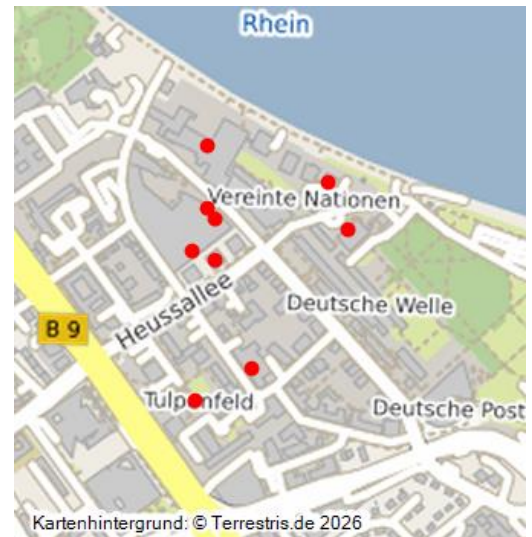 Rhein
Vereinte Nationen
Deutsche Welle
Heussallee
B 9
Tulpenfeld
Deutsche Post
Kartenhintergrund: © Terrestris.de 2026